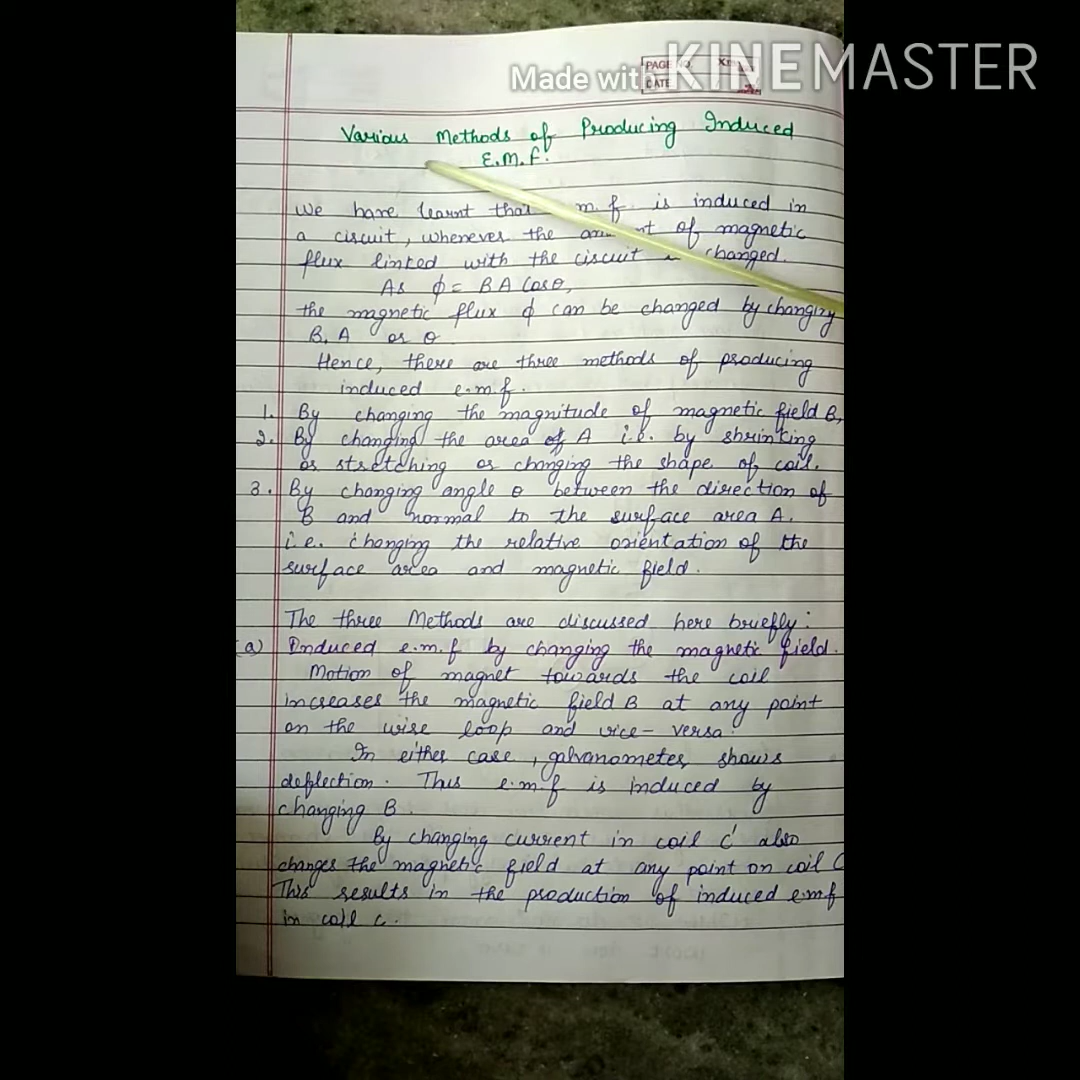 Made with KINEMASTER
PAGE NO.
DATE
Various Methods of Producing Induced
E.M.F.
We have learnt that m.f. is induced in
a circuit, whenever the of magnetic
flux linked with the circuit changed.
As ϕ = BA Cosθ,
the magnetic flux ϕ can be changed by changing
B, A or θ
Hence, there are three methods of producing
induced e.m.f.
1. By changing the magnitude of magnetic field B,
2. By changing the area of A i.e. by shrinking
or stretching or changing the shape of coil.
3. By changing angle θ between the direction of
B and normal to the surface area A.
i.e. changing the relative orientation of the
surface area and magnetic field.
The three Methods are discussed here briefly:
(a) Induced e.m.f by changing the magnetic field.
Motion of magnet towards the coil
increases the magnetic field B at any point
on the wire loop and vice-versa.
In either case, galvanometer shows
deflection. Thus e.m.f is induced by
changing B.
By changing current in coil C' also
changes the magnetic field at any point on coil C
This results in the production of induced e.m.f
in coil c.